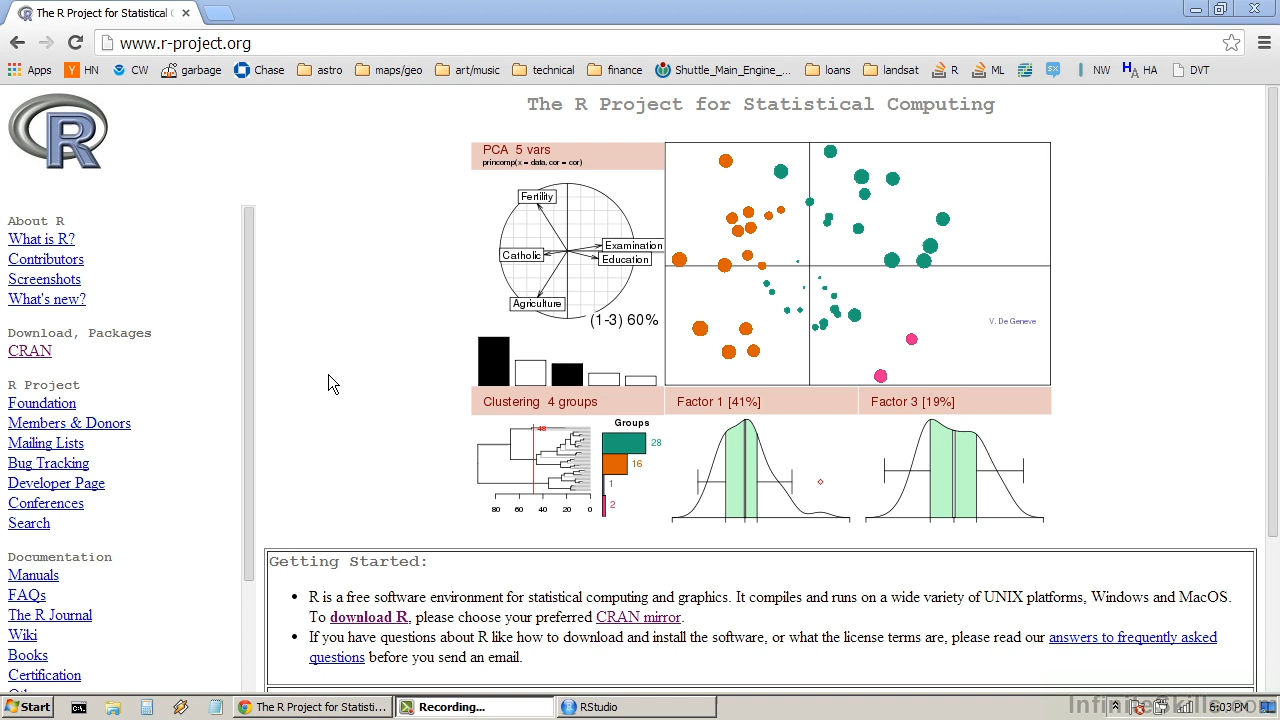 The R Project for Statistical C
www.r-project.org
Apps HN CW garbage Chase astro maps/geo art/music technical finance Shuttle_Main_Engine_... loans landsat R ML NW HA HA DVT
R
The R Project for Statistical Computing
PCA 5 vars
princomp(x = data, cor = cor)
Fertility
Examination
Catholic
Education
Agriculture
(1-3) 60%
V. De Geneve
Clustering 4 groups
Factor 1 [41%]
Factor 3 [19%]
Groups
48
28
16
1
2
80 60 40 20 0
About R
What is R?
Contributors
Screenshots
What's new?
Download, Packages
CRAN
R Project
Foundation
Members & Donors
Mailing Lists
Bug Tracking
Developer Page
Conferences
Search
Documentation
Manuals
FAQs
The R Journal
Wiki
Books
Certification
Getting Started:
R is a free software environment for statistical computing and graphics. It compiles and runs on a wide variety of UNIX platforms, Windows and MacOS.
To download R, please choose your preferred CRAN mirror.
If you have questions about R like how to download and install the software, or what the license terms are, please read our answers to frequently asked
questions before you send an email.
Start The R Project for Statisti... Recording... RStudio 6:03 PM